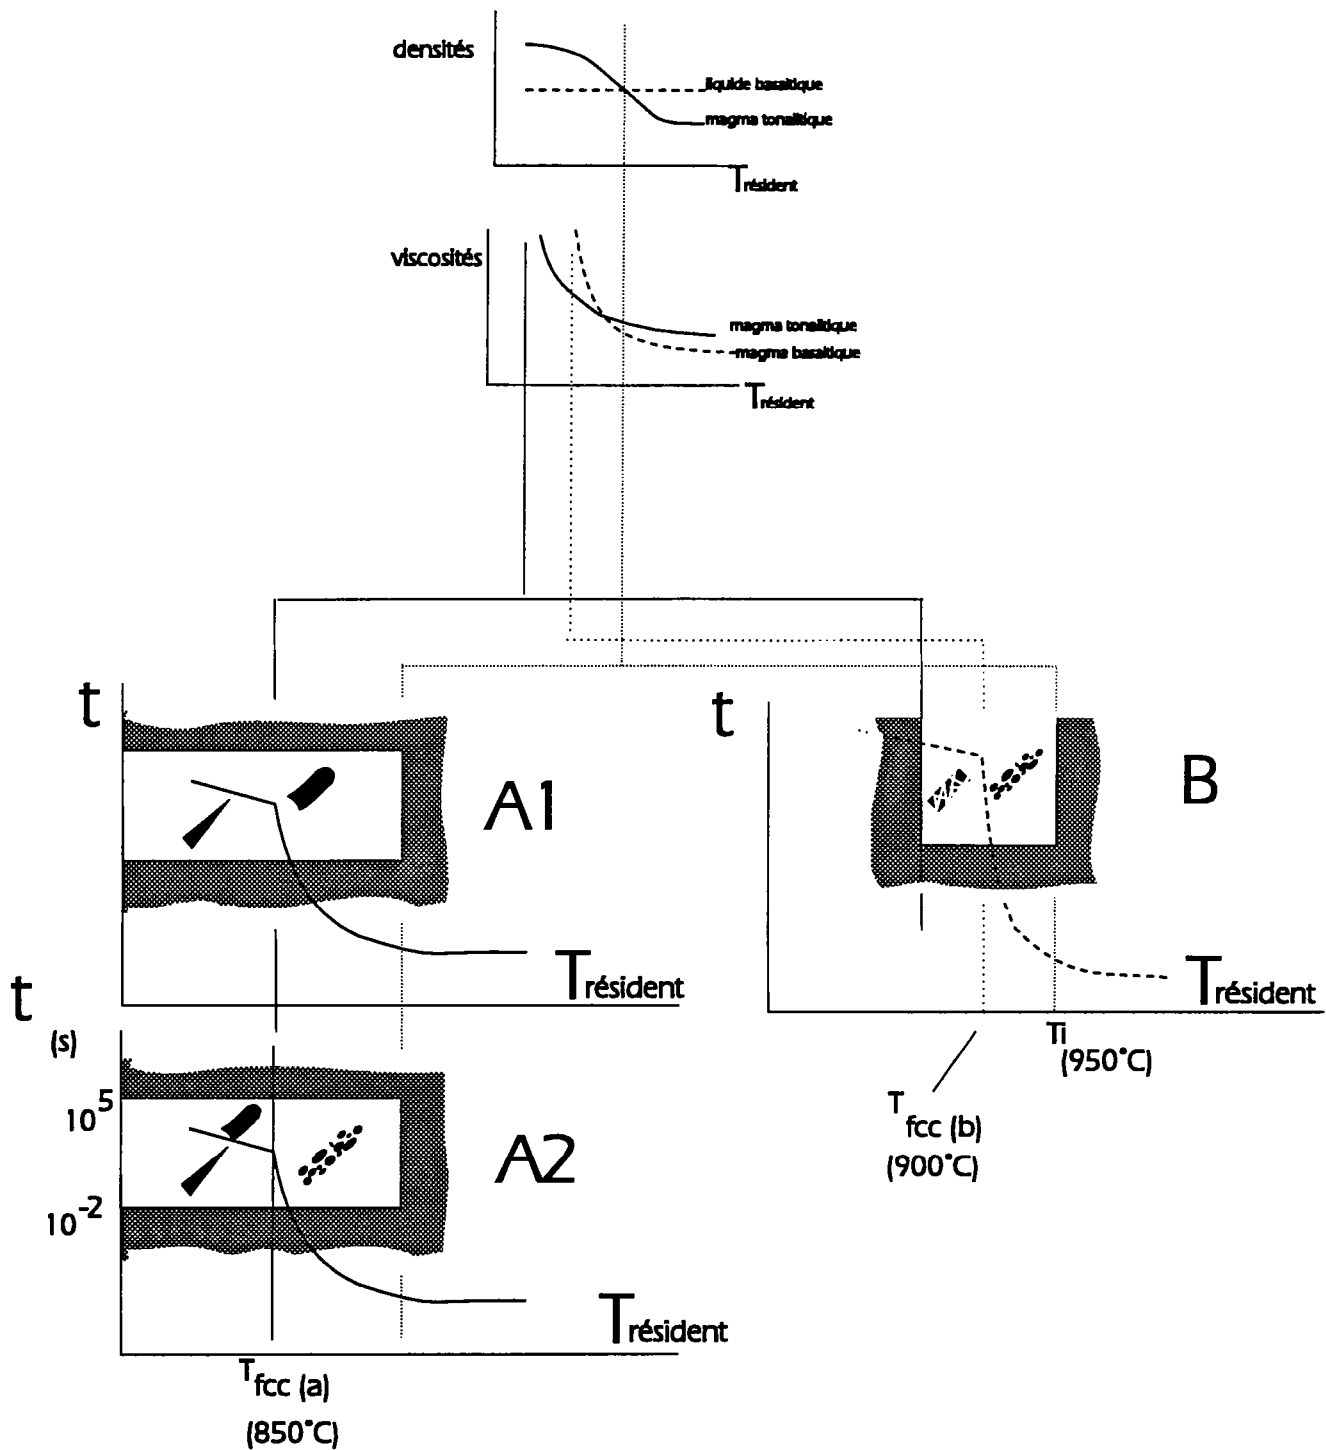 densités
liquide basaltique
magma tonalitique
Trésident
viscosités
magma tonalitique
magma basaltique
Trésident
t
A1
Trésident
t
B
Trésident
Ti
(950°C)
T
fcc (b)
(900°C)
t
(s)
10^5
10^-2
A2
Trésident
T
fcc (a)
(850°C)